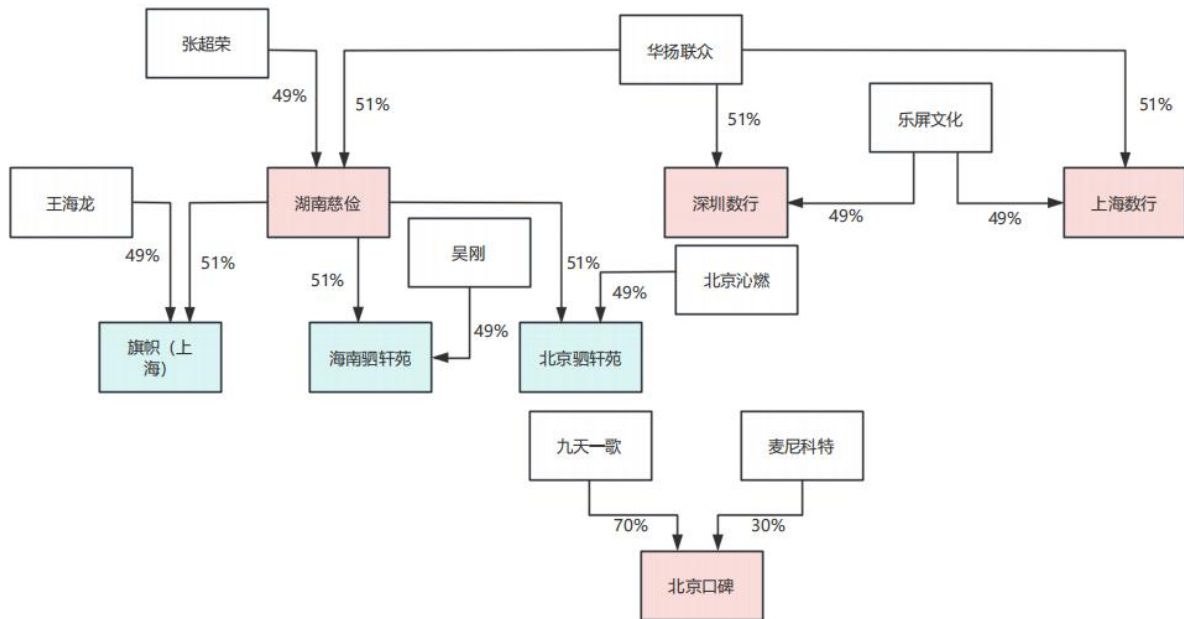 张超荣
华扬联众
49%
51%
51%
51%
乐屏文化
王海龙
湖南慈俭
深圳数行
上海数行
49%
49%
吴刚
49%
51%
51%
51%
北京沁燃
49%
49%
旗帜（上
海）
海南驷轩苑
北京驷轩苑
九天一歌
麦尼科特
70%
30%
北京口碑